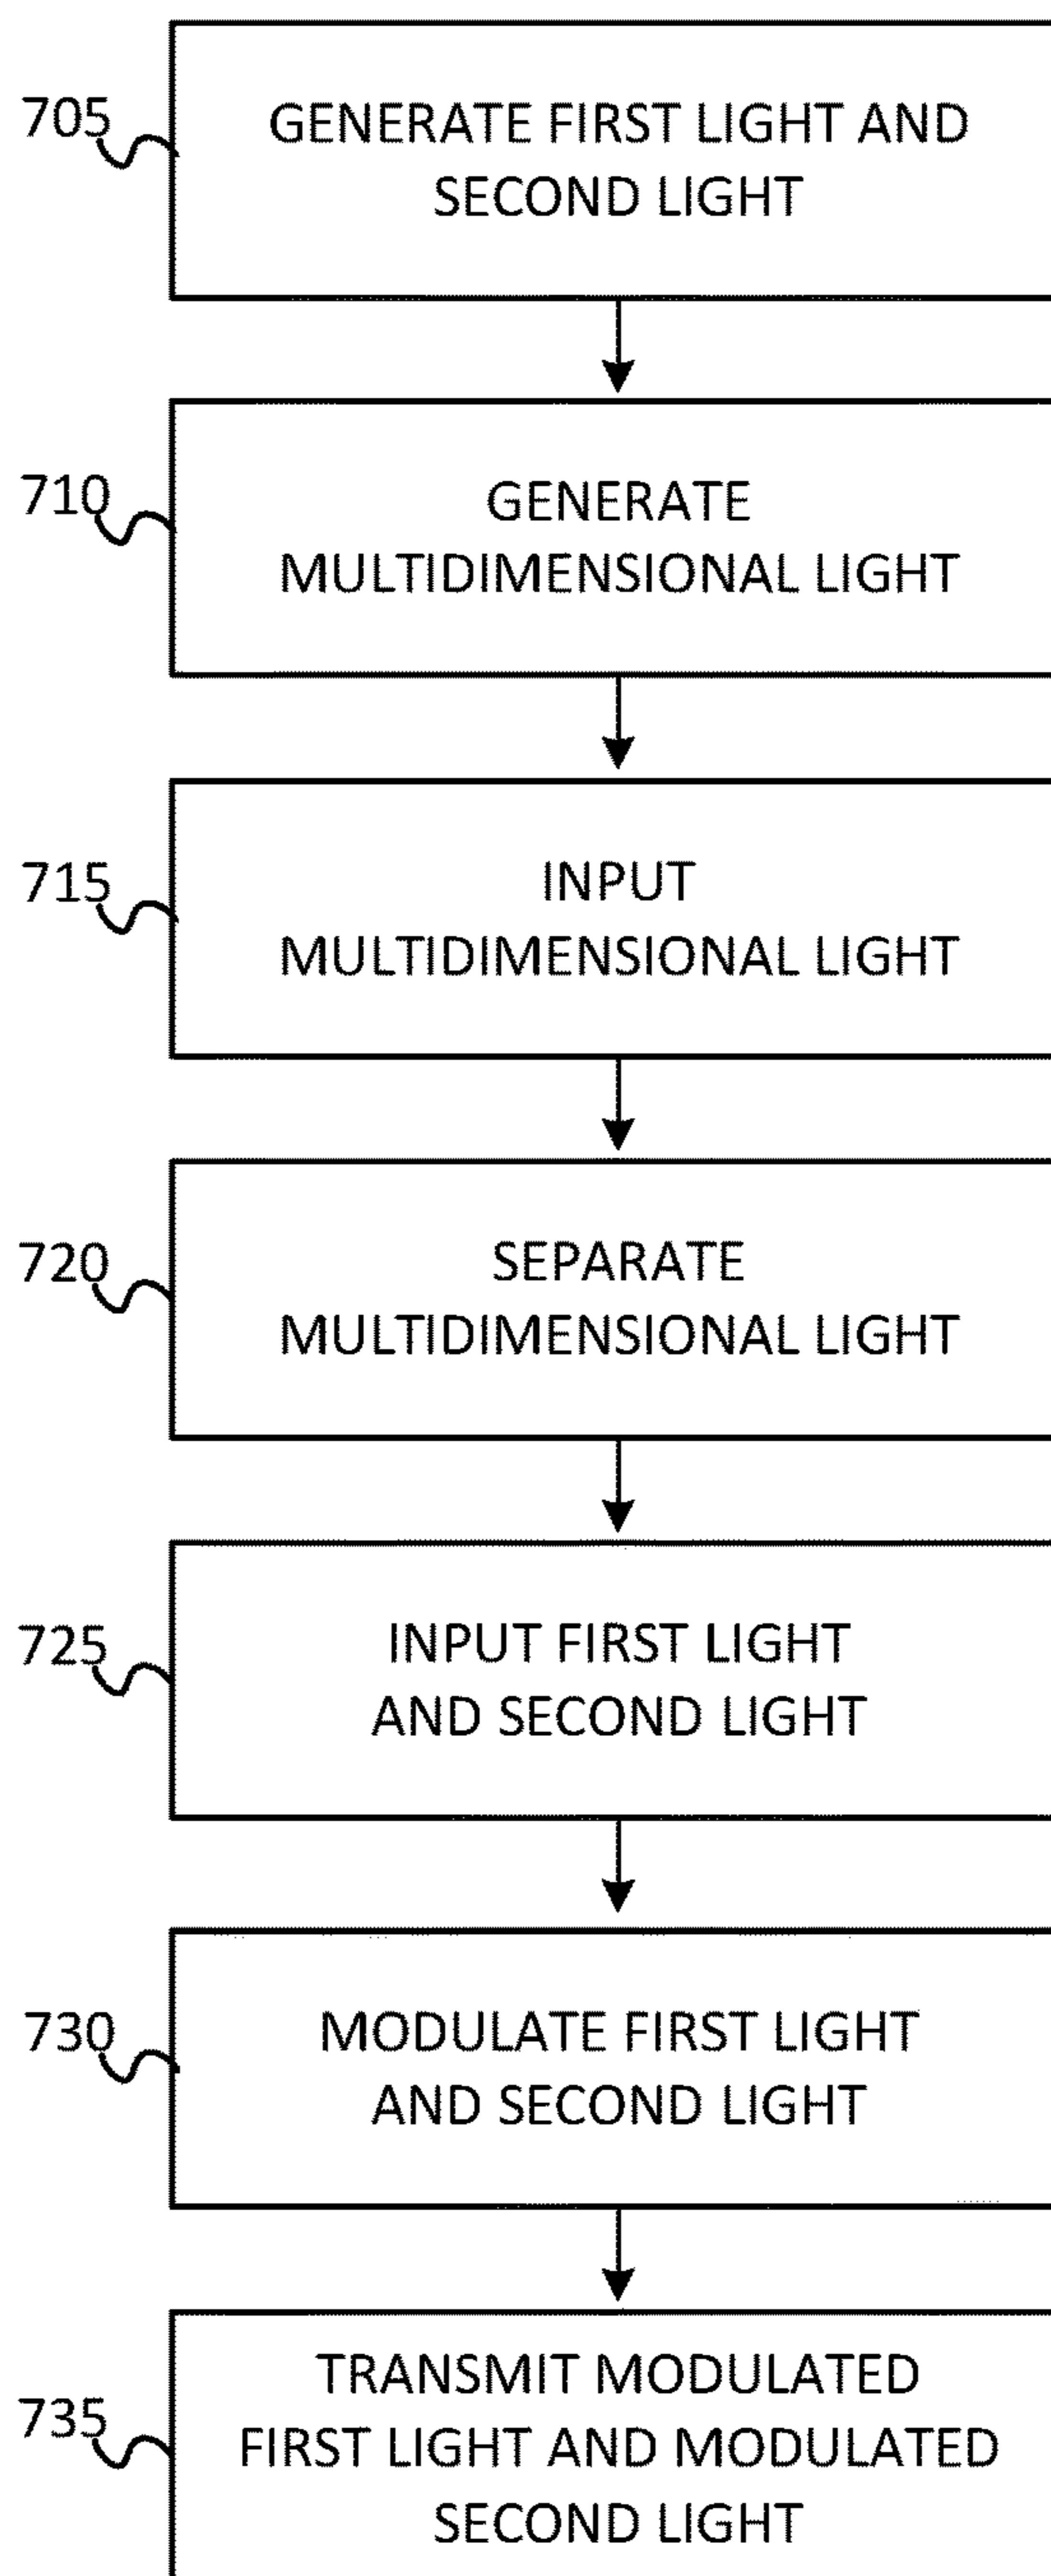 705
GENERATE FIRST LIGHT AND
SECOND LIGHT
710
GENERATE
MULTIDIMENSIONAL LIGHT
715
INPUT
MULTIDIMENSIONAL LIGHT
720
SEPARATE
MULTIDIMENSIONAL LIGHT
725
INPUT FIRST LIGHT
AND SECOND LIGHT
730
MODULATE FIRST LIGHT
AND SECOND LIGHT
735
TRANSMIT MODULATED
FIRST LIGHT AND MODULATED
SECOND LIGHT